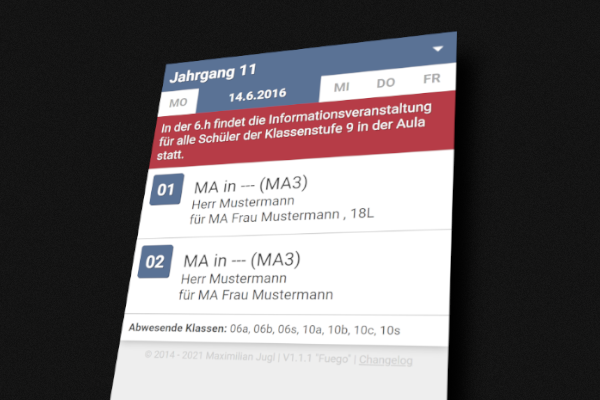 Jahrgang 11
MO 14.6.2016 MI DO FR
In der 6.h findet die Informationsveranstaltung
für alle Schüler der Klassenstufe 9 in der Aula
statt.
01 MA in --- (MA3)
Herr Mustermann
für MA Frau Mustermann , 18L
02 MA in --- (MA3)
Herr Mustermann
für MA Frau Mustermann
Abwesende Klassen: 06a, 06b, 06s, 10a, 10b, 10c, 10s
© 2014 - 2021 Maximilian Jugl | V1.1.1 "Fuego" | Changelog